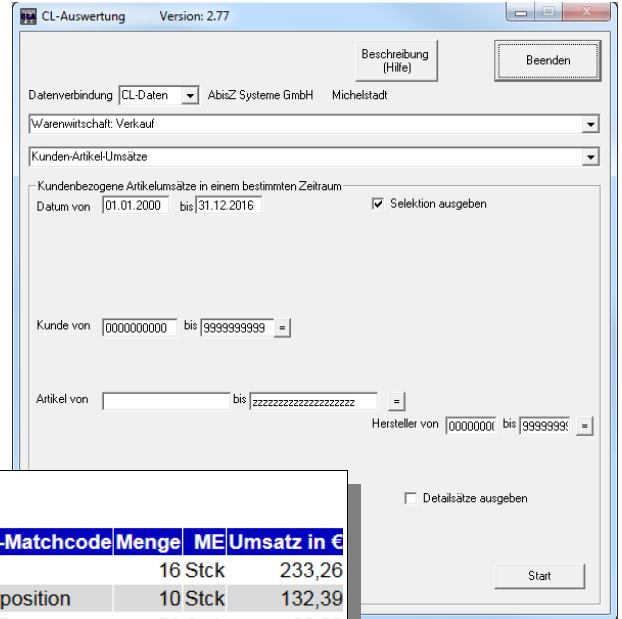 CL-Auswertung Version: 2.77
Beschreibung
(Hilfe)
Beenden
Datenverbindung CL-Daten AbisZ Systeme GmbH Michelstadt
Warenwirtschaft: Verkauf
Kunden-Artikel-Umsätze
Kundenbezogene Artikelumsätze in einem bestimmten Zeitraum
Datum von 01.01.2000 bis 31.12.2016 Selektion ausgeben
Kunde von 0000000000 bis 9999999999 =
Artikel von bis zzzzzzzzzzzzzzzzzzzz =
Hersteller von 0000000 bis 9999999 =
Detailsätze ausgeben
Start
-Matchcode Menge ME Umsatz in €
16 Stck 233,26
position 10 Stck 132,39